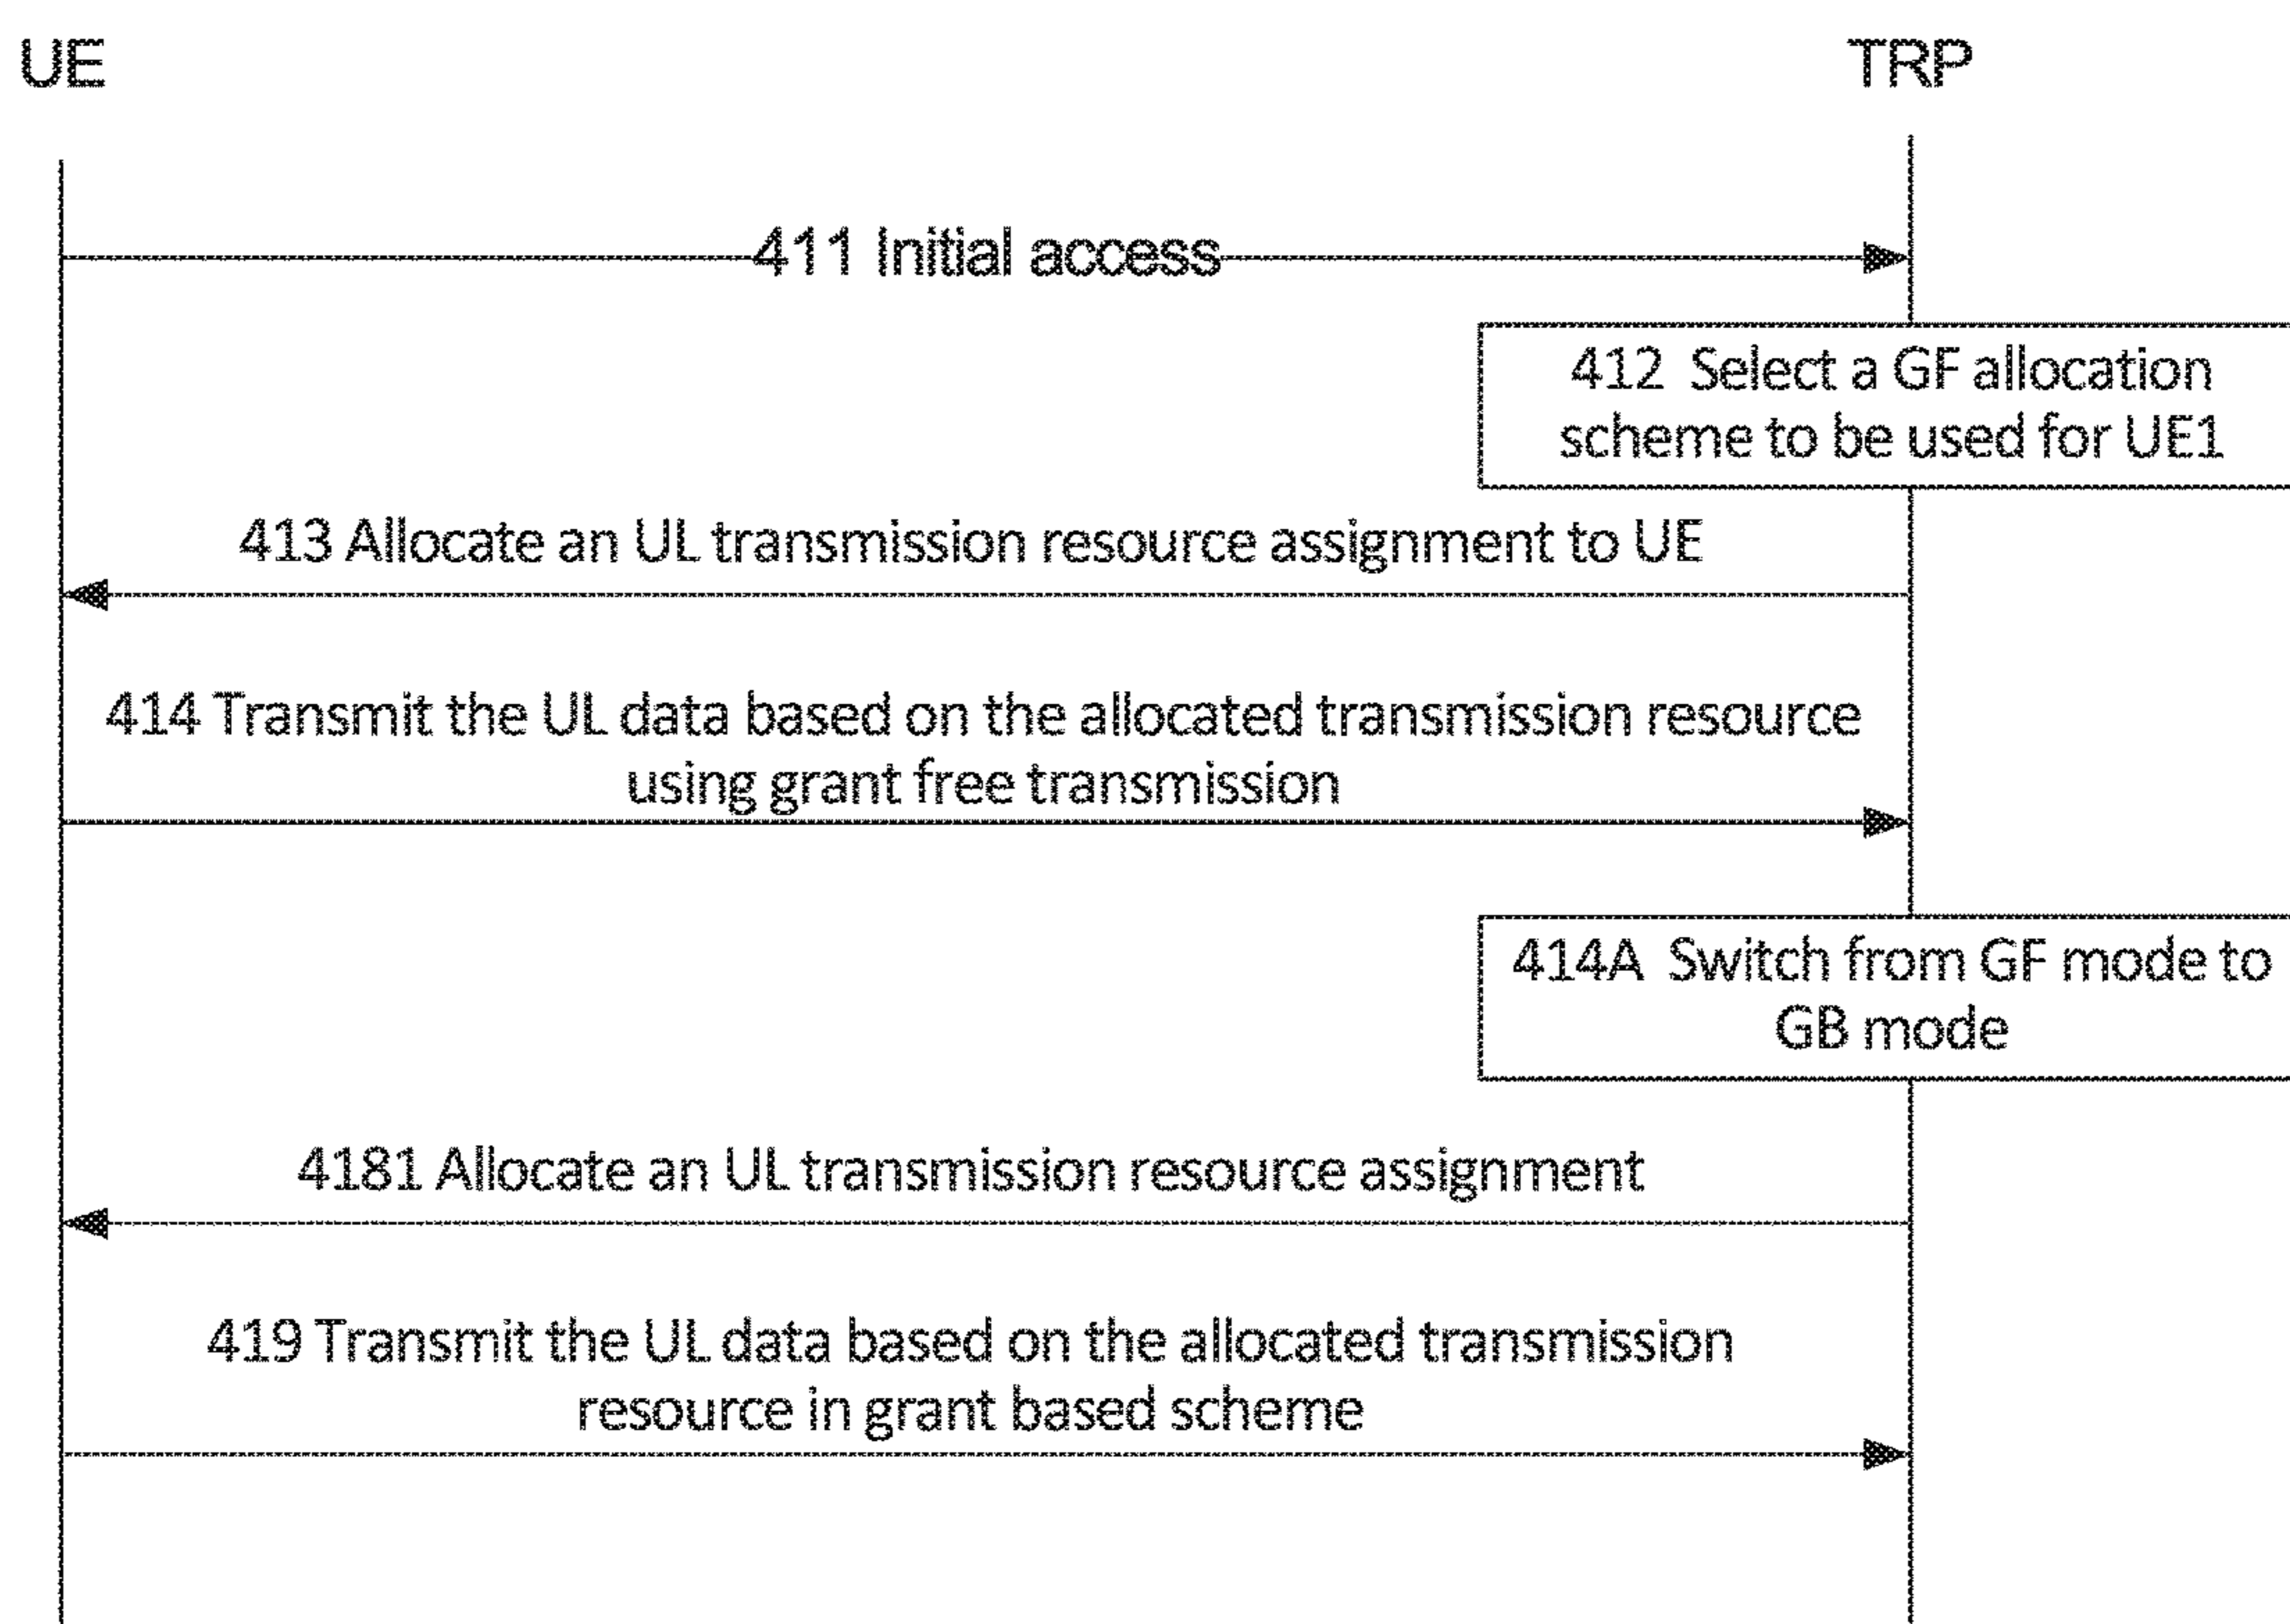 UE
TRP
411 Initial access
412 Select a GF allocation
scheme to be used for UE1
413 Allocate an UL transmission resource assignment to UE
414 Transmit the UL data based on the allocated transmission resource
using grant free transmission
414A Switch from GF mode to
GB mode
4181 Allocate an UL transmission resource assignment
419 Transmit the UL data based on the allocated transmission
resource in grant based scheme